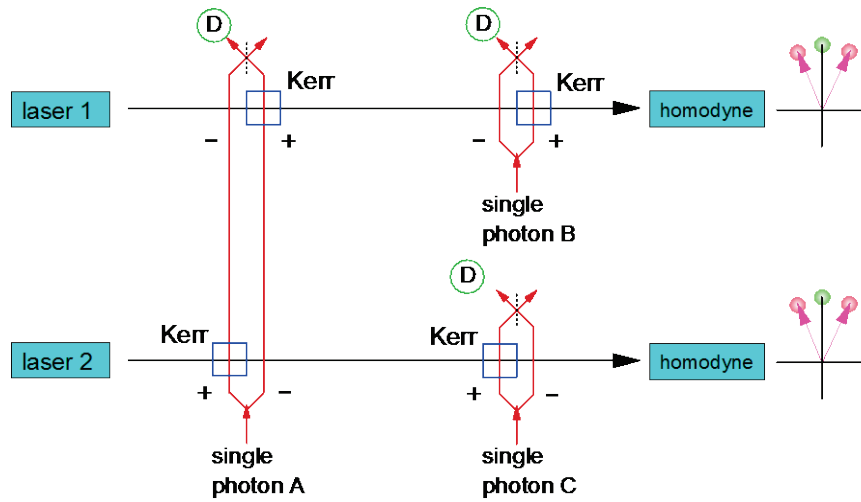 D
D
Kerr
Kerr
laser 1
homodyne
−
+
−
+
single
photon B
D
Kerr
Kerr
laser 2
homodyne
+
−
+
−
single
photon A
single
photon C